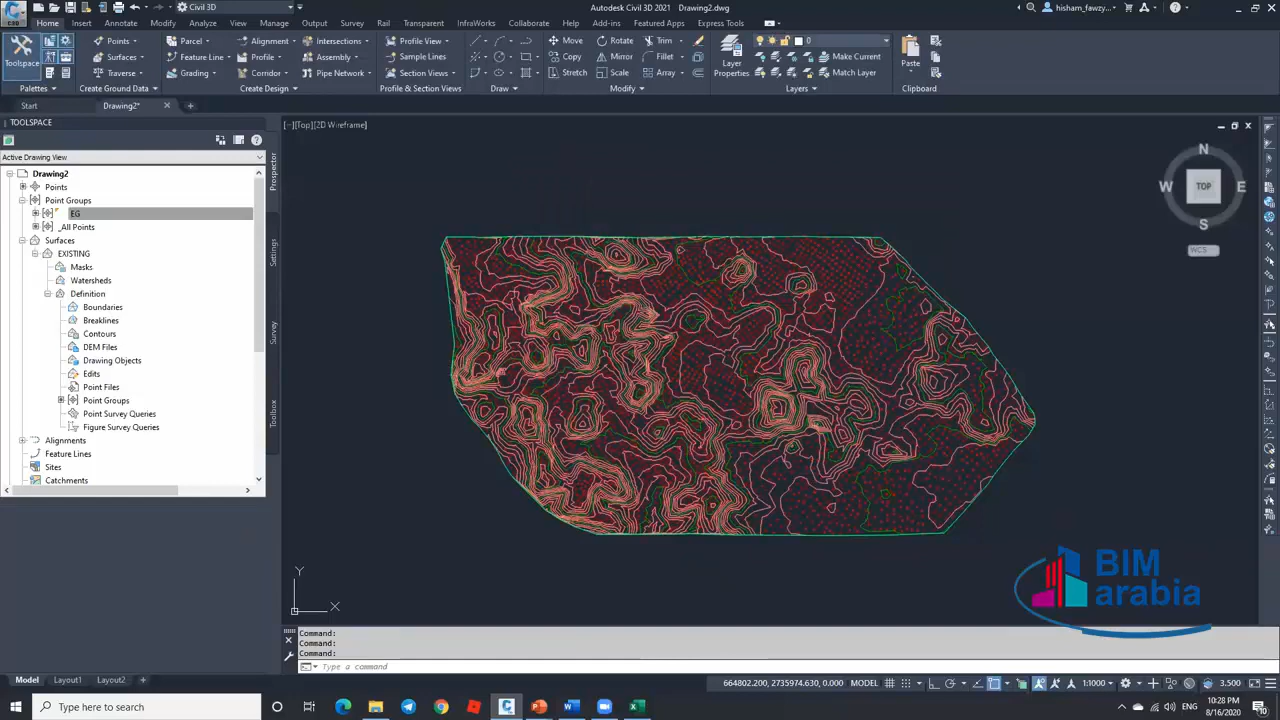 C3D
Civil 3D
Autodesk Civil 3D 2021 Drawing2.dwg
hisham_fawzy...
Home
Insert
Annotate
Modify
Analyze
View
Manage
Output
Survey
Rail
Transparent
InfraWorks
Collaborate
Help
Add-ins
Featured Apps
Express Tools
Toolspace
Points
Surfaces
Traverse
Parcel
Feature Line
Grading
Alignment
Profile
Corridor
Intersections
Assembly
Pipe Network
Profile View
Sample Lines
Section Views
Move
Copy
Stretch
Rotate
Mirror
Scale
Trim
Fillet
Array
Layer
Properties
0
Make Current
Match Layer
Paste
Palettes
Create Ground Data
Create Design
Profile & Section Views
Draw
Modify
Layers
Clipboard
Start
Drawing2*
TOOLSPACE
Active Drawing View
Drawing2
Points
Point Groups
EG
_All Points
Surfaces
EXISTING
Masks
Watersheds
Definition
Boundaries
Breaklines
Contours
DEM Files
Drawing Objects
Edits
Point Files
Point Groups
Point Survey Queries
Figure Survey Queries
Alignments
Feature Lines
Sites
Catchments
Prospector
Settings
Survey
Toolbox
[−][Top][2D Wireframe]
N
W
TOP
E
S
WCS
Y
X
BIM
arabia
Command:
Command:
Command:
Type a command
Model
Layout1
Layout2
664802.200, 2735974.630, 0.000
MODEL
1:1000
3.500
Type here to search
ENG
10:28 PM
8/16/2020